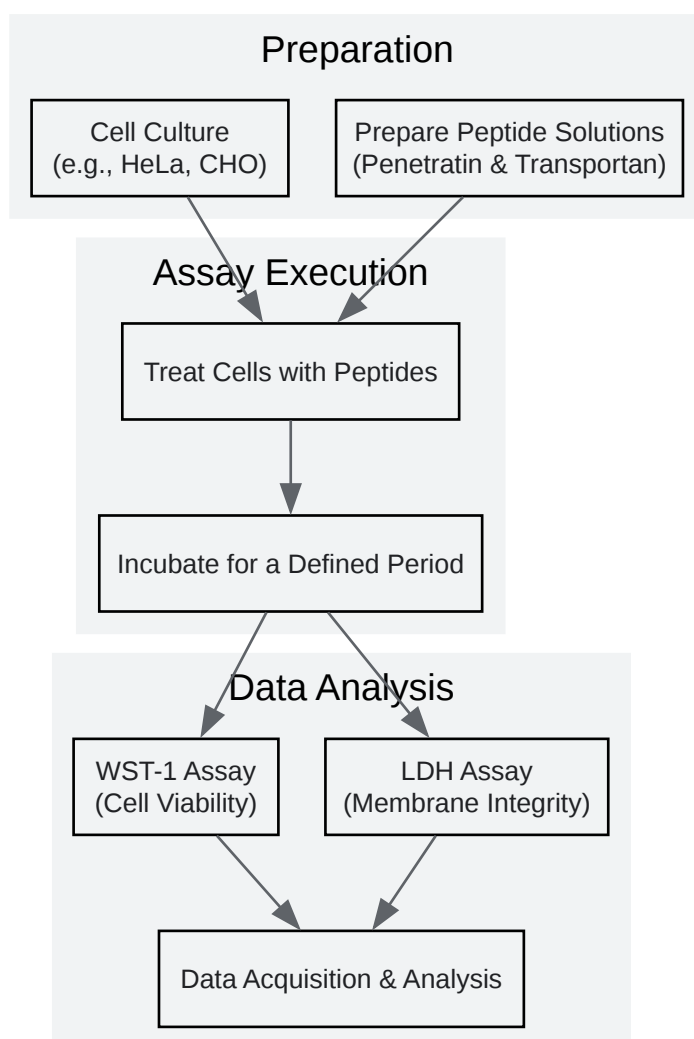 Preparation
Cell Culture
(e.g., HeLa, CHO)
Prepare Peptide Solutions
(Penetratin & Transportan)
Assay Execution
Treat Cells with Peptides
Incubate for a Defined Period
Data Analysis
WST-1 Assay
(Cell Viability)
LDH Assay
(Membrane Integrity)
Data Acquisition & Analysis